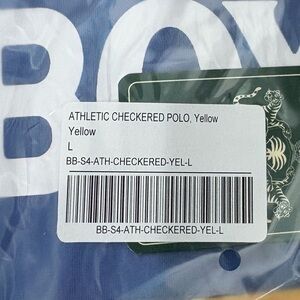 BOY
ATHLETIC CHECKERED POLO, Yellow
Yellow
L
BB-S4-ATH-CHECKERED-YEL-L
BB-S4-ATH-CHECKERED-YEL-L